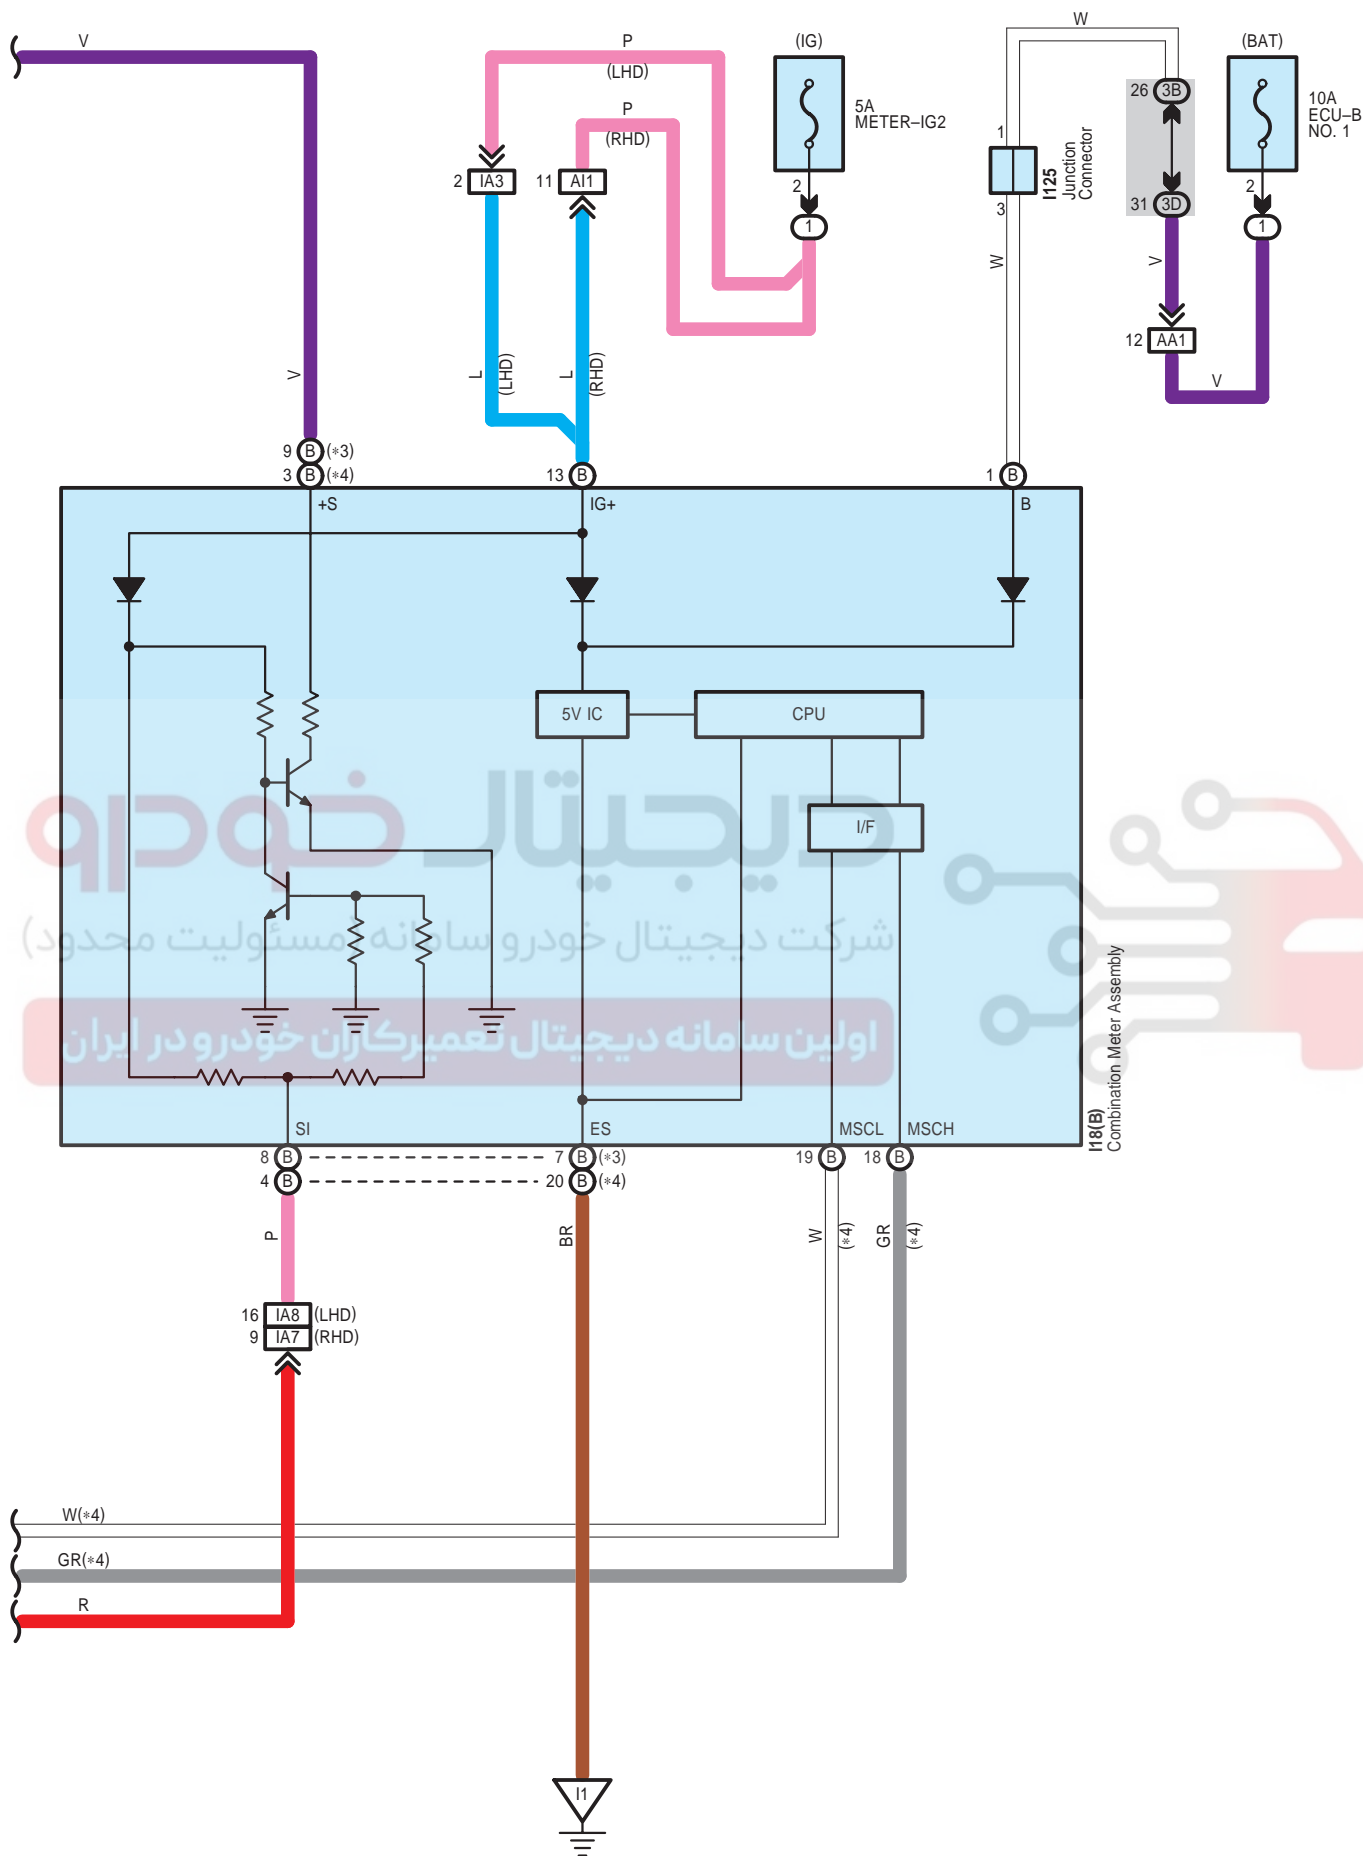 V
P
(LHD)
P
(RHD)
(IG)
5A
METER–IG2
2
1
W
(BAT)
10A
ECU–B
NO. 1
2
1
26 3B
31 3D
V
12 AA1
V
1
I125
Junction
Connector
3
W
2 IA3
11 AI1
L
(LHD)
L
(RHD)
V
9 B (*3)
3 B (*4)
13 B
1 B
+S
IG+
B
5V IC
CPU
I/F
دیجیتال خودرو
شرکت دیجیتال خودرو سامانه (مسئولیت محدود)
اولین سامانه دیجیتال تعمیرکاران خودرو در ایران
I18(B)
Combination Meter Assembly
SI
ES
MSCL
MSCH
8 B
7 B (*3)
19 B
18 B
4 B
20 B (*4)
P
BR
W
(*4)
GR
(*4)
16 IA8 (LHD)
9 IA7 (RHD)
W(*4)
GR(*4)
R
I1